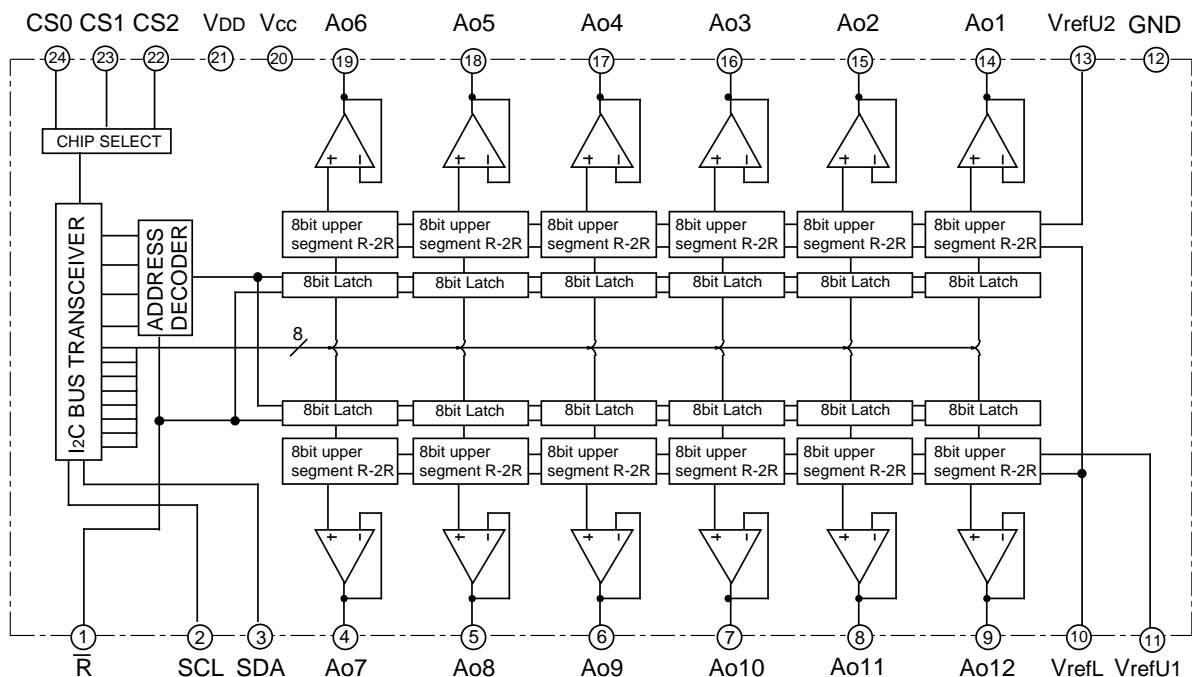 CS0 CS1 CS2 VDD Vcc Ao6 Ao5 Ao4 Ao3 Ao2 Ao1 VrefU2 GND
24 23 22 21 20 19 18 17 16 15 14 13 12
CHIP SELECT
+ − + − + − + − + − + −
8bit upper 8bit upper 8bit upper 8bit upper 8bit upper 8bit upper
segment R-2R segment R-2R segment R-2R segment R-2R segment R-2R segment R-2R
8bit Latch 8bit Latch 8bit Latch 8bit Latch 8bit Latch 8bit Latch
I2C BUS TRANSCEIVER
ADDRESS
DECODER
8
8bit Latch 8bit Latch 8bit Latch 8bit Latch 8bit Latch 8bit Latch
8bit upper 8bit upper 8bit upper 8bit upper 8bit upper 8bit upper
segment R-2R segment R-2R segment R-2R segment R-2R segment R-2R segment R-2R
+ − + − + − + − + − + −
1 2 3 4 5 6 7 8 9 10 11
R̅ SCL SDA Ao7 Ao8 Ao9 Ao10 Ao11 Ao12 VrefL VrefU1